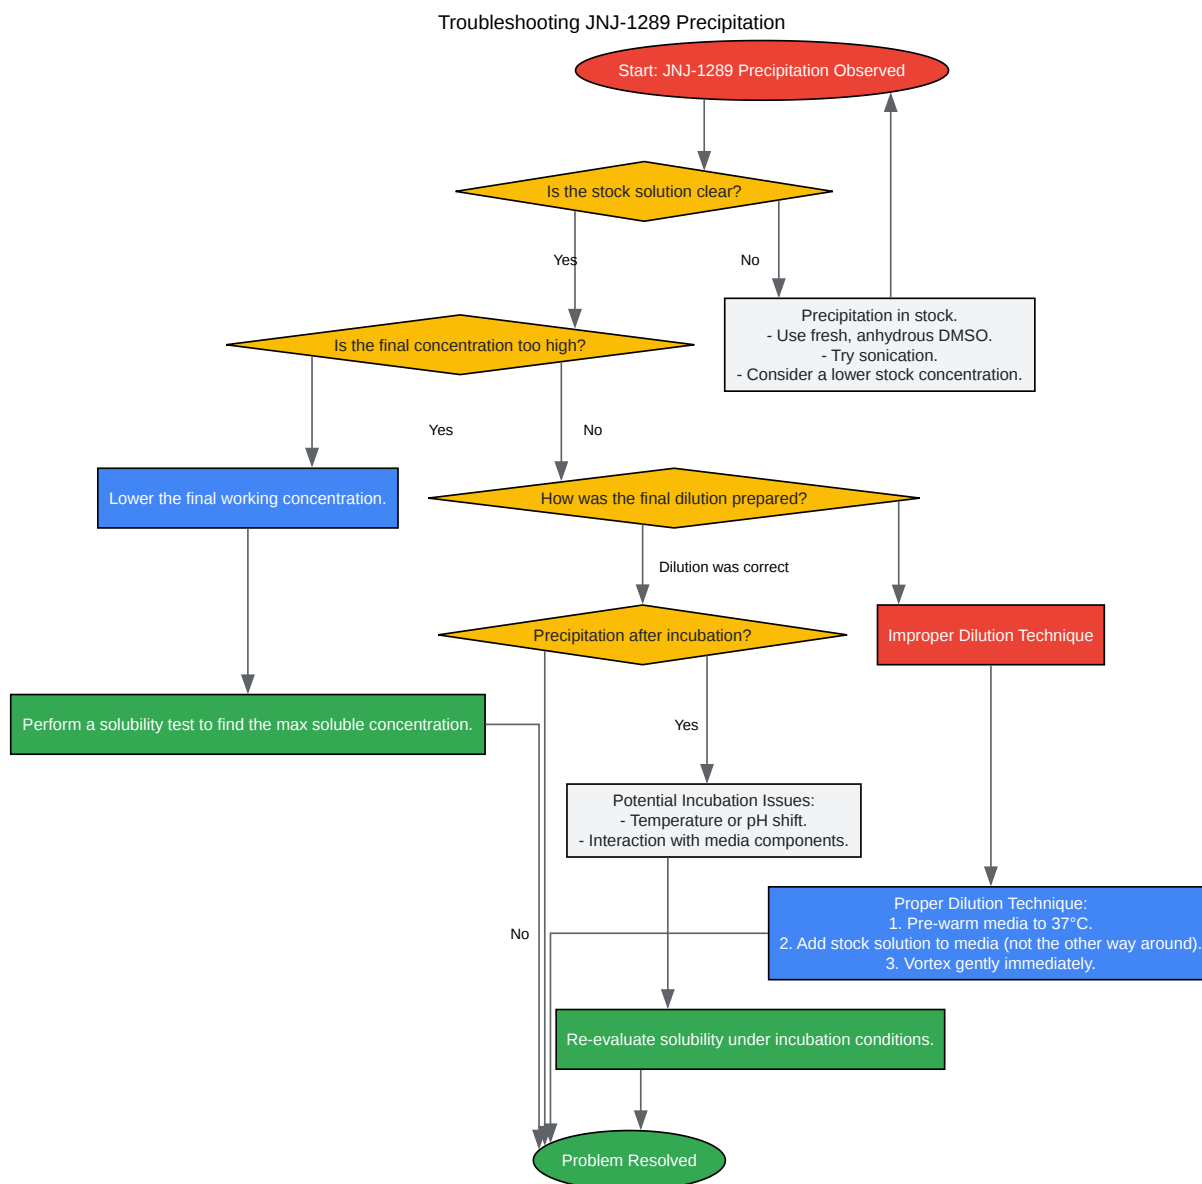 Troubleshooting JNJ-1289 Precipitation
Start: JNJ-1289 Precipitation Observed
Is the stock solution clear?
Yes
No
Precipitation in stock.
- Use fresh, anhydrous DMSO.
- Try sonication.
- Consider a lower stock concentration.
Is the final concentration too high?
Yes
No
Lower the final working concentration.
How was the final dilution prepared?
Dilution was correct
Precipitation after incubation?
Improper Dilution Technique
Perform a solubility test to find the max soluble concentration.
Yes
Potential Incubation Issues:
- Temperature or pH shift.
- Interaction with media components.
No
Proper Dilution Technique:
1. Pre-warm media to 37°C.
2. Add stock solution to media (not the other way around).
3. Vortex gently immediately.
Re-evaluate solubility under incubation conditions.
Problem Resolved